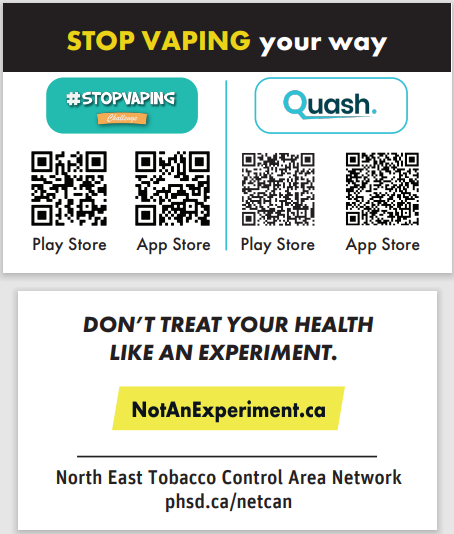 STOP VAPING your way
#STOPVAPING
Challenge
Quash.
Play Store
App Store
Play Store
App Store
DON'T TREAT YOUR HEALTH
LIKE AN EXPERIMENT.
NotAnExperiment.ca
North East Tobacco Control Area Network
phsd.ca/netcan